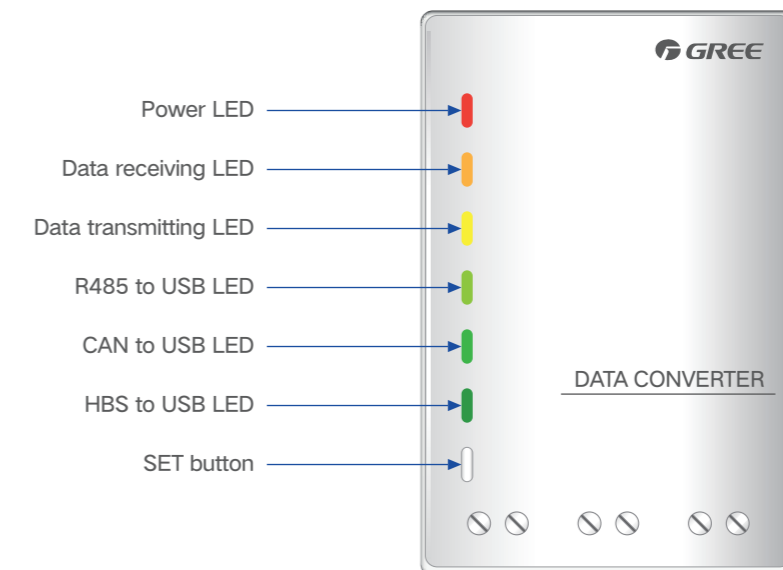 GREE
Power LED
Data receiving LED
Data transmitting LED
R485 to USB LED
CAN to USB LED
DATA CONVERTER
HBS to USB LED
SET button